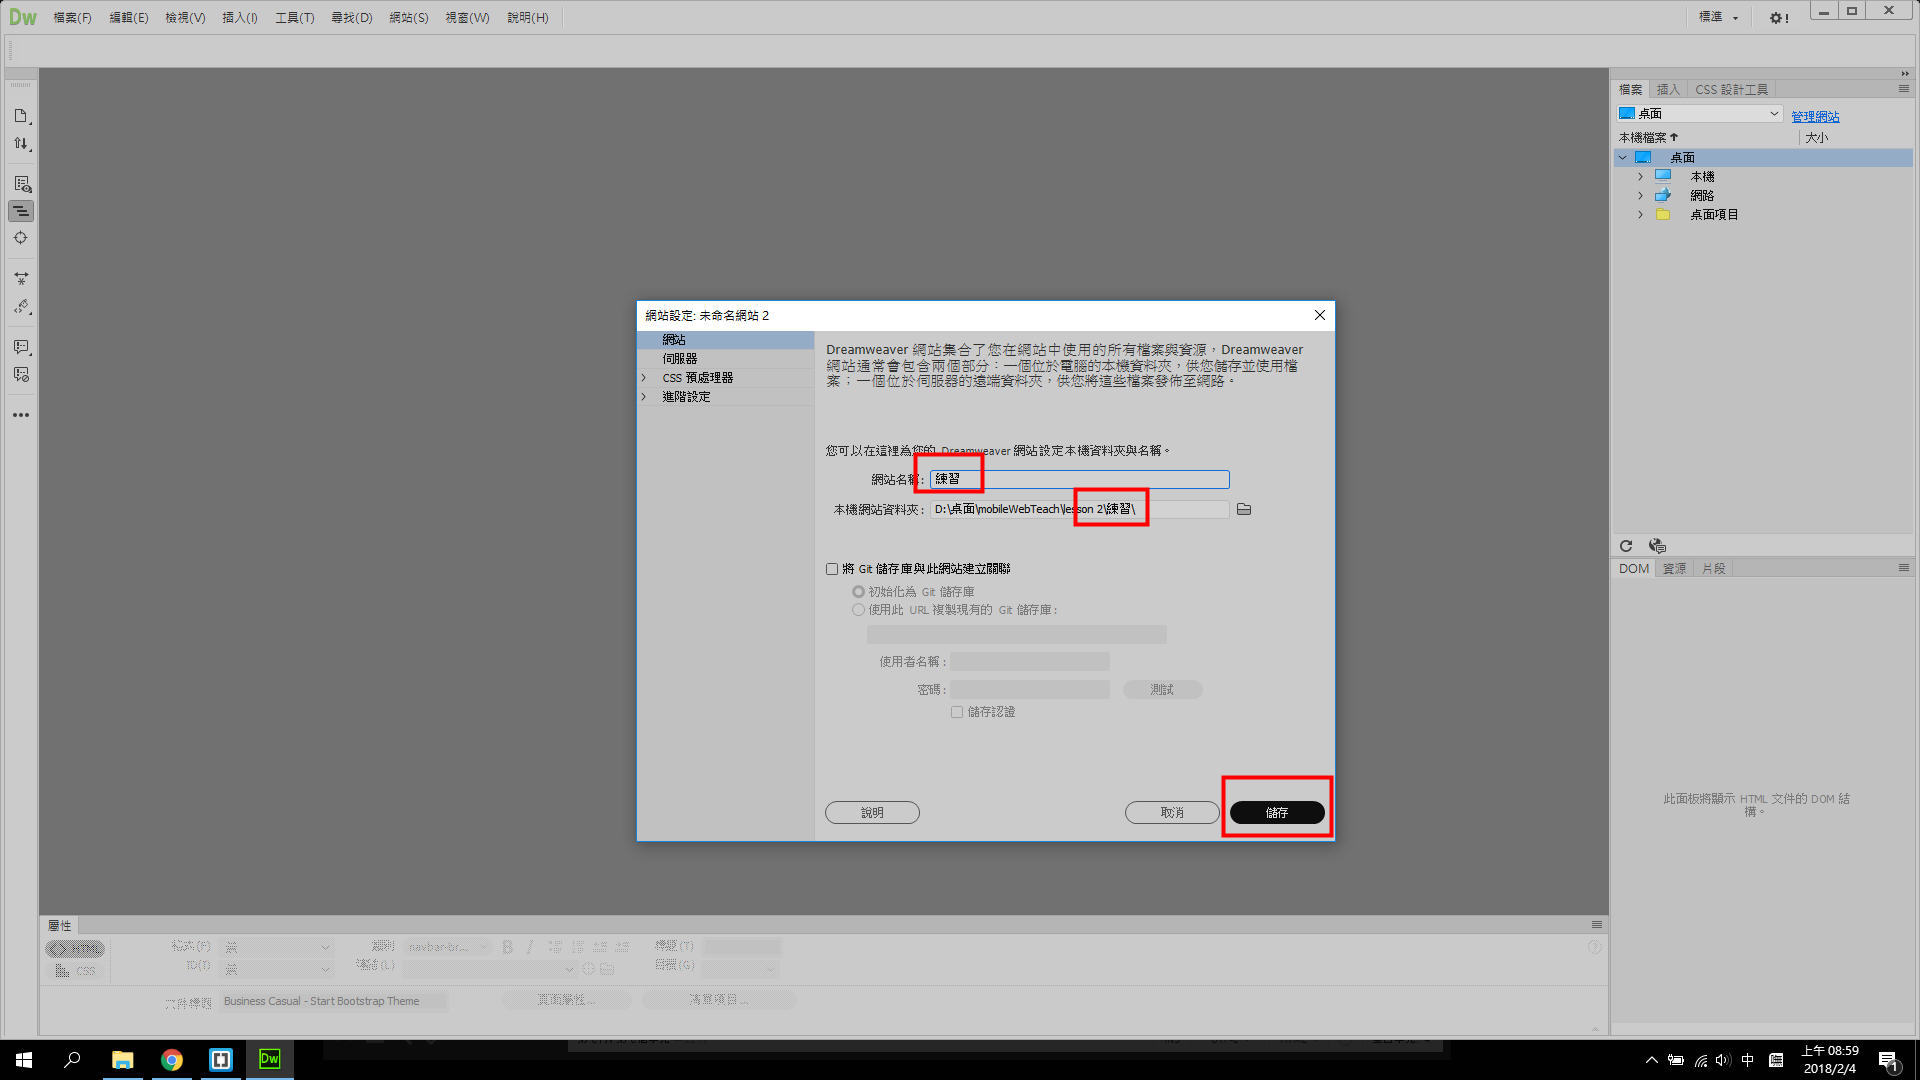 Dw 檔案(F) 編輯(E) 檢視(V) 插入(I) 工具(T) 尋找(D) 網站(S) 視窗(W) 說明(H) 標準
檔案 插入 CSS 設計工具
桌面 管理網站
本機檔案 大小
桌面
本機
網路
桌面項目
網站設定: 未命名網站 2
網站
伺服器
CSS 預處理器
進階設定
Dreamweaver 網站集合了您在網站中使用的所有檔案與資源，Dreamweaver
網站通常會包含兩個部分：一個位於電腦的本機資料夾，供您儲存並使用檔
案；一個位於伺服器的遠端資料夾，供您將這些檔案發佈至網路。
您可以在這裡為您的 Dreamweaver 網站設定本機資料夾與名稱。
網站名稱: 練習
本機網站資料夾: D:\桌面\mobileWebTeach\lesson 2\練習\
將 Git 儲存庫與此網站建立關聯
初始化為 Git 儲存庫
使用此 URL 複製現有的 Git 儲存庫:
使用者名稱:
密碼: 測試
儲存認證
說明 取消 儲存
DOM 資源 片段
此面板將顯示 HTML 文件的 DOM 結
構。
屬性
HTML 格式(F) 無 類別 navbar-br... B I 標題(T)
CSS ID(I) 無 連結(L) 目標(G)
文件標題 Business Casual - Start Bootstrap Theme 頁面屬性... 清單項目...
Dw 中 上午 08:59
2018/2/4 1